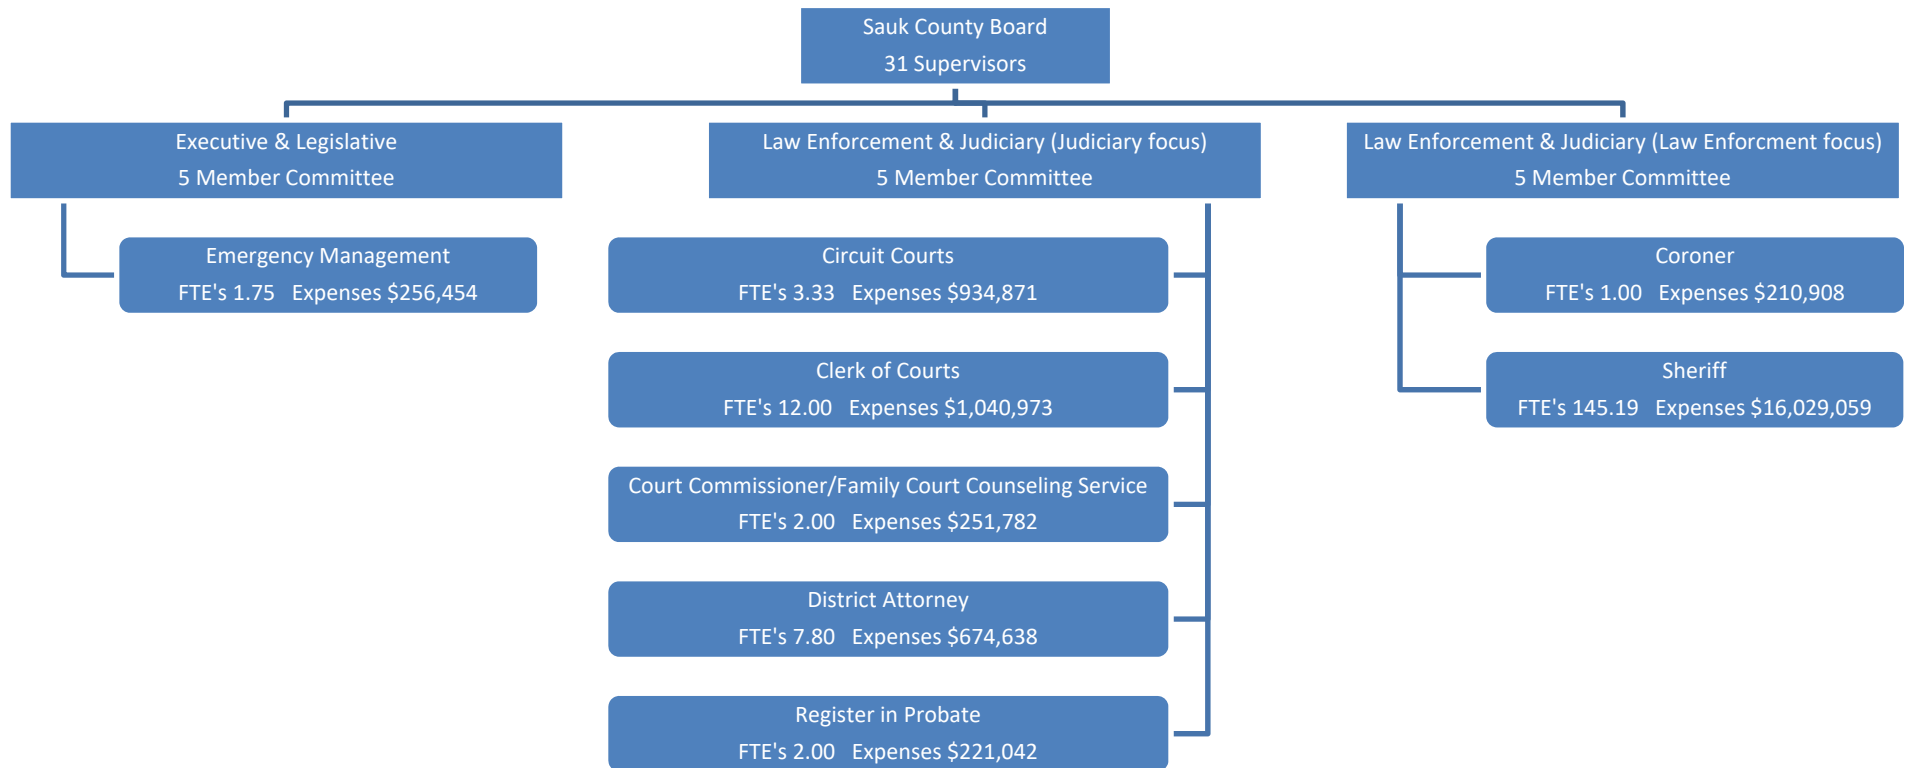 Sauk County Board
31 Supervisors
Executive & Legislative
5 Member Committee
Emergency Management
FTE's 1.75 Expenses $256,454
Law Enforcement & Judiciary (Judiciary focus)
5 Member Committee
Circuit Courts
FTE's 3.33 Expenses $934,871
Clerk of Courts
FTE's 12.00 Expenses $1,040,973
Court Commissioner/Family Court Counseling Service
FTE's 2.00 Expenses $251,782
District Attorney
FTE's 7.80 Expenses $674,638
Register in Probate
FTE's 2.00 Expenses $221,042
Law Enforcement & Judiciary (Law Enforcment focus)
5 Member Committee
Coroner
FTE's 1.00 Expenses $210,908
Sheriff
FTE's 145.19 Expenses $16,029,059